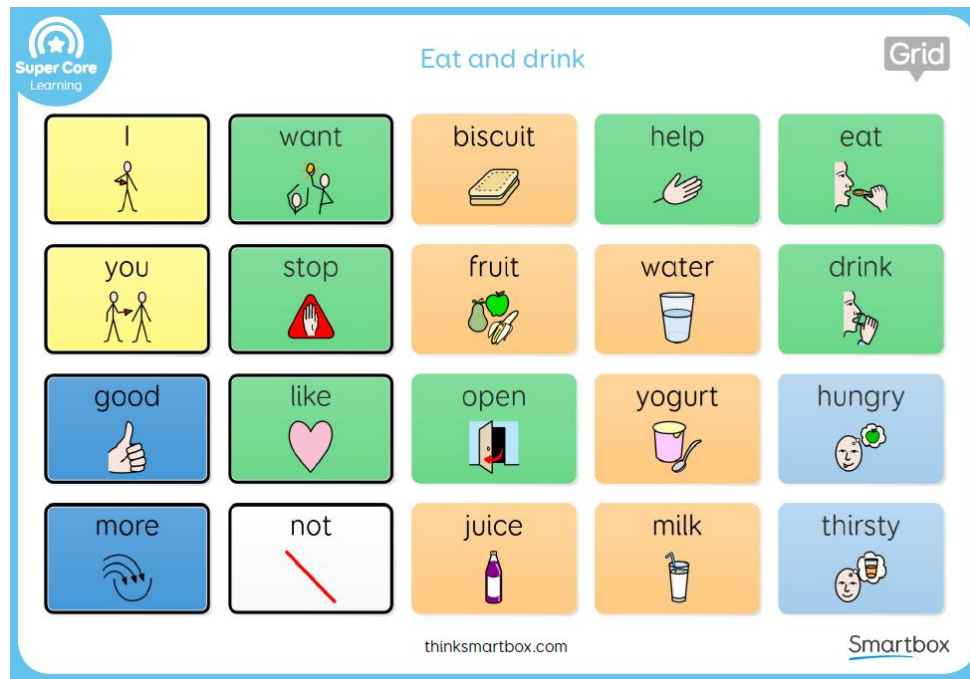 Super Core
Learning
Eat and drink
Grid
I want biscuit help eat
you stop fruit water drink
good like open yogurt hungry
more not juice milk thirsty
thinksmartbox.com
Smartbox